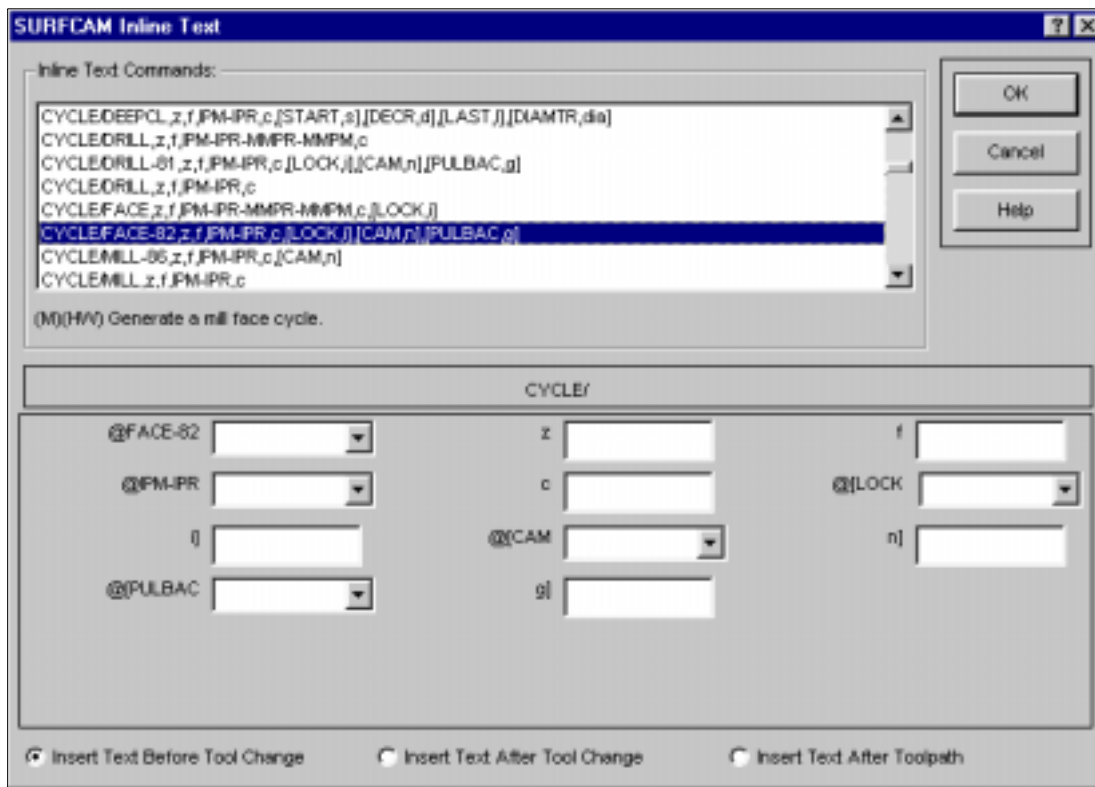 SURFCAM Inline Text
Inline Text Commands:
CYCLE/DEEPCL,z,f,IPM-IPR,c,[START,s],[DECR,d],[LAST,l],[DIAMTR,dia]
CYCLE/DRILL,z,f,IPM-IPR-MMPR-MMPM,c
CYCLE/DRILL-81,z,f,IPM-IPR,c,[LOCK,i],[CAM,n],[PULBAC,g]
CYCLE/DRILL,z,f,IPM-IPR,c
CYCLE/FACE,z,f,IPM-IPR-MMPR-MMPM,c,[LOCK,i]
CYCLE/FACE-82,z,f,IPM-IPR,c,[LOCK,i],[CAM,n],[PULBAC,g]
CYCLE/MILL-86,z,f,IPM-IPR,c,[CAM,n]
CYCLE/MILL,z,f,IPM-IPR,c
(M)(HW) Generate a mill face cycle.
OK
Cancel
Help
CYCLE/
@FACE-82 z f
@IPM-IPR c @[LOCK
i] @[CAM n]
@[PULBAC g]
Insert Text Before Tool Change Insert Text After Tool Change Insert Text After Toolpath